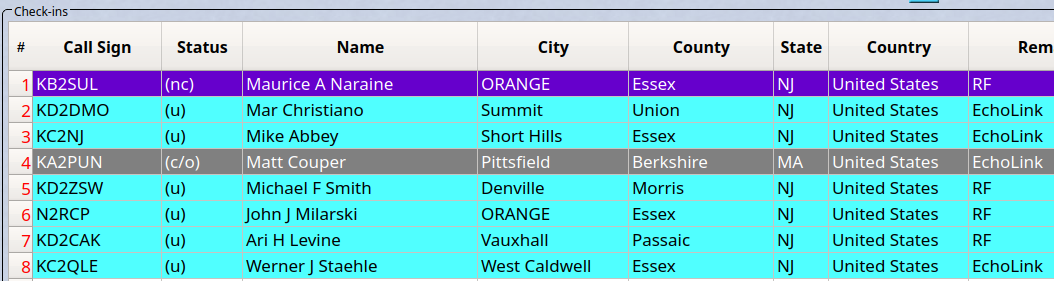 Check-ins
# Call Sign Status Name City County State Country Rem
1 KB2SUL (nc) Maurice A Naraine ORANGE Essex NJ United States RF
2 KD2DMO (u) Mar Christiano Summit Union NJ United States EchoLink
3 KC2NJ (u) Mike Abbey Short Hills Essex NJ United States EchoLink
4 KA2PUN (c/o) Matt Couper Pittsfield Berkshire MA United States EchoLink
5 KD2ZSW (u) Michael F Smith Denville Morris NJ United States RF
6 N2RCP (u) John J Milarski ORANGE Essex NJ United States RF
7 KD2CAK (u) Ari H Levine Vauxhall Passaic NJ United States RF
8 KC2QLE (u) Werner J Staehle West Caldwell Essex NJ United States EchoLink